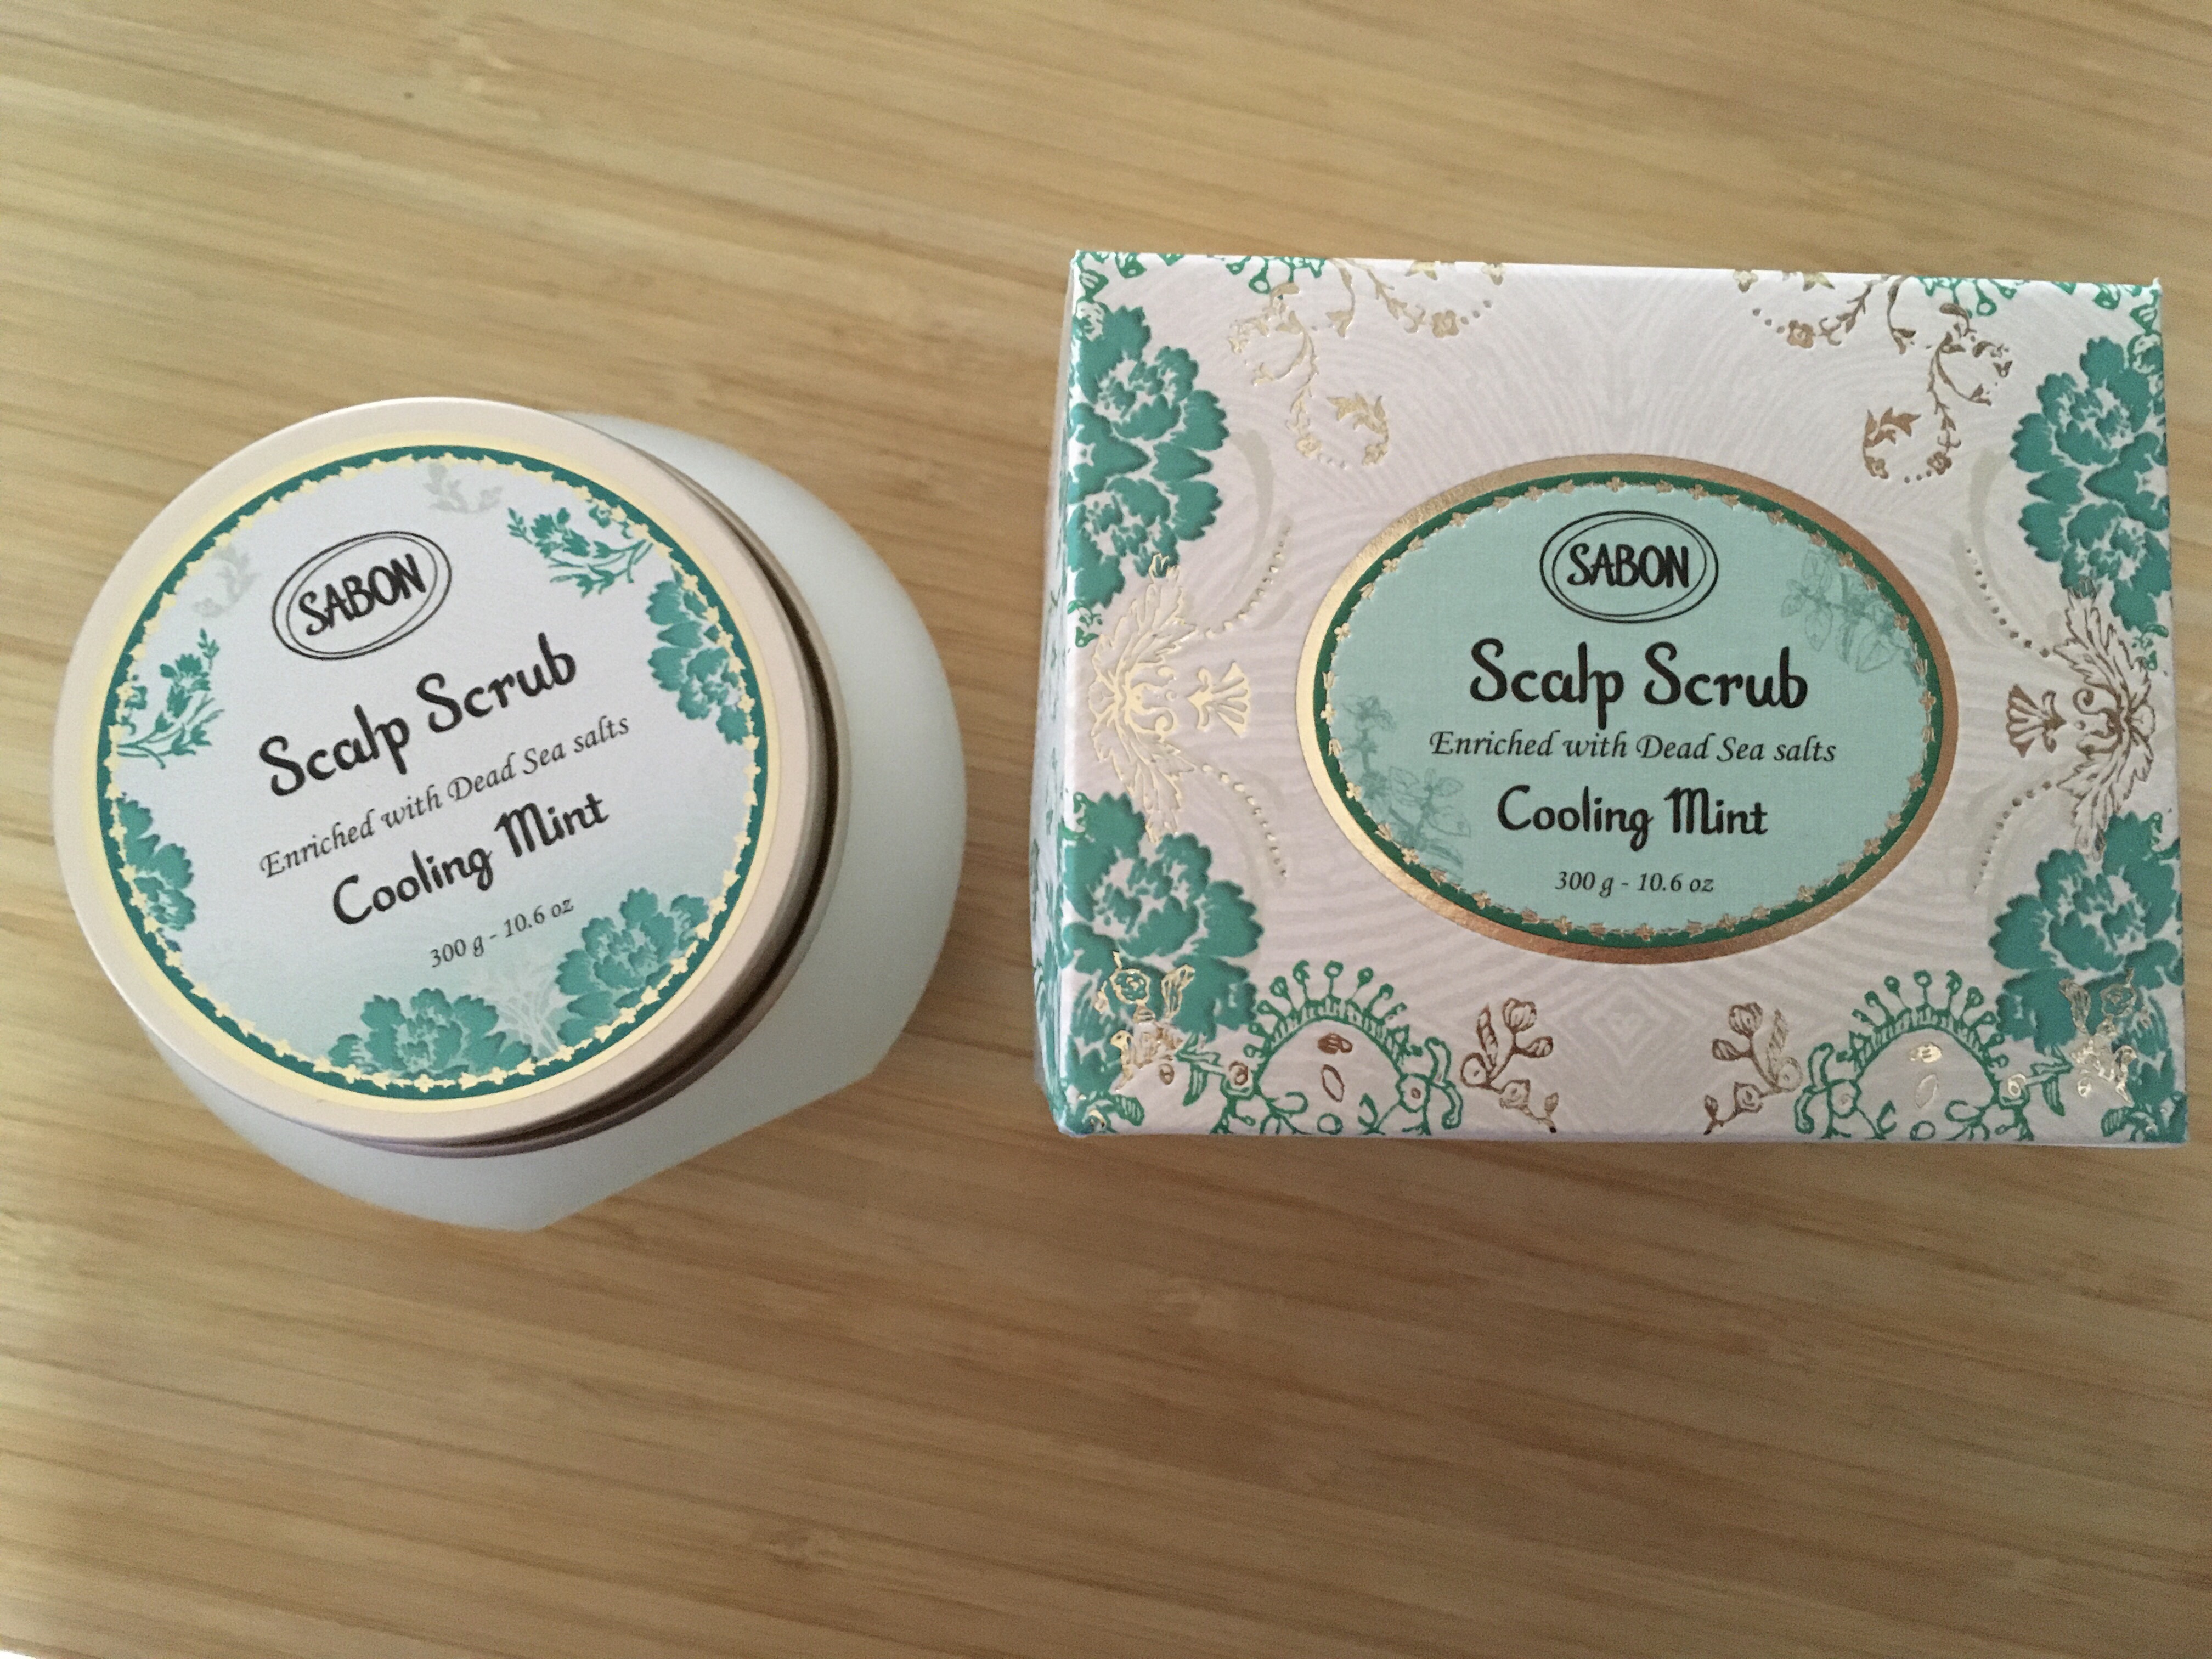 SABON
Scalp Scrub
Enriched with Dead Sea salts
Cooling Mint
300 g - 10.6 oz
SABON
Scalp Scrub
Enriched with Dead Sea salts
Cooling Mint
300 g - 10.6 oz